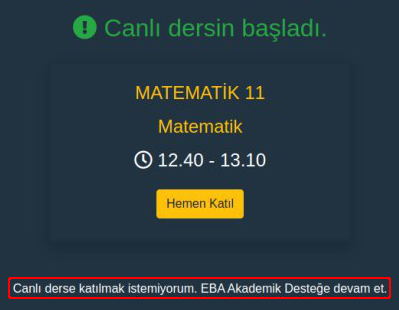 Canlı dersin başladı.
MATEMATİK 11
Matematik
12.40 - 13.10
Hemen Katıl
Canlı derse katılmak istemiyorum. EBA Akademik Desteğe devam et.